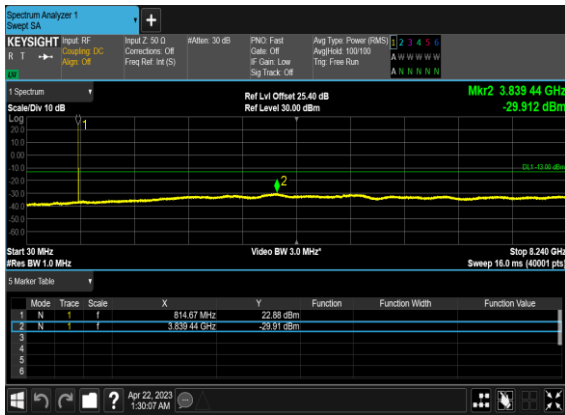 Spectrum Analyzer 1
Swept SA
+
KEYSIGHT Input: RF Input Z: 50 Ω #Atten: 30 dB PNO: Fast Avg Type: Power (RMS) 1 2 3 4 5 6
R T Coupling: DC Corrections: Off Gate: Off Avg|Hold: 100/100 A W W W W W
Align: Off Freq Ref: Int (S) IF Gain: Low Trig: Free Run
Sig Track: Off A N N N N N
1 Spectrum Ref Lvl Offset 25.40 dB Mkr2 3.839 44 GHz
Scale/Div 10 dB Ref Level 30.00 dBm -29.912 dBm
Log
20.0
10.0
0.00
-10.0
-20.0
-30.0
-40.0
-50.0
-60.0
1
2
DL1 -13.00 dBm
Start 30 MHz Video BW 3.0 MHz* Stop 8.240 GHz
#Res BW 1.0 MHz Sweep 16.0 ms (40001 pts)
5 Marker Table
Mode Trace Scale X Y Function Function Width Function Value
1 N 1 f 814.67 MHz 22.88 dBm
2 N 1 f 3.839 44 GHz -29.91 dBm
3
4
5
6
? Apr 22, 2023
1:30:07 AM